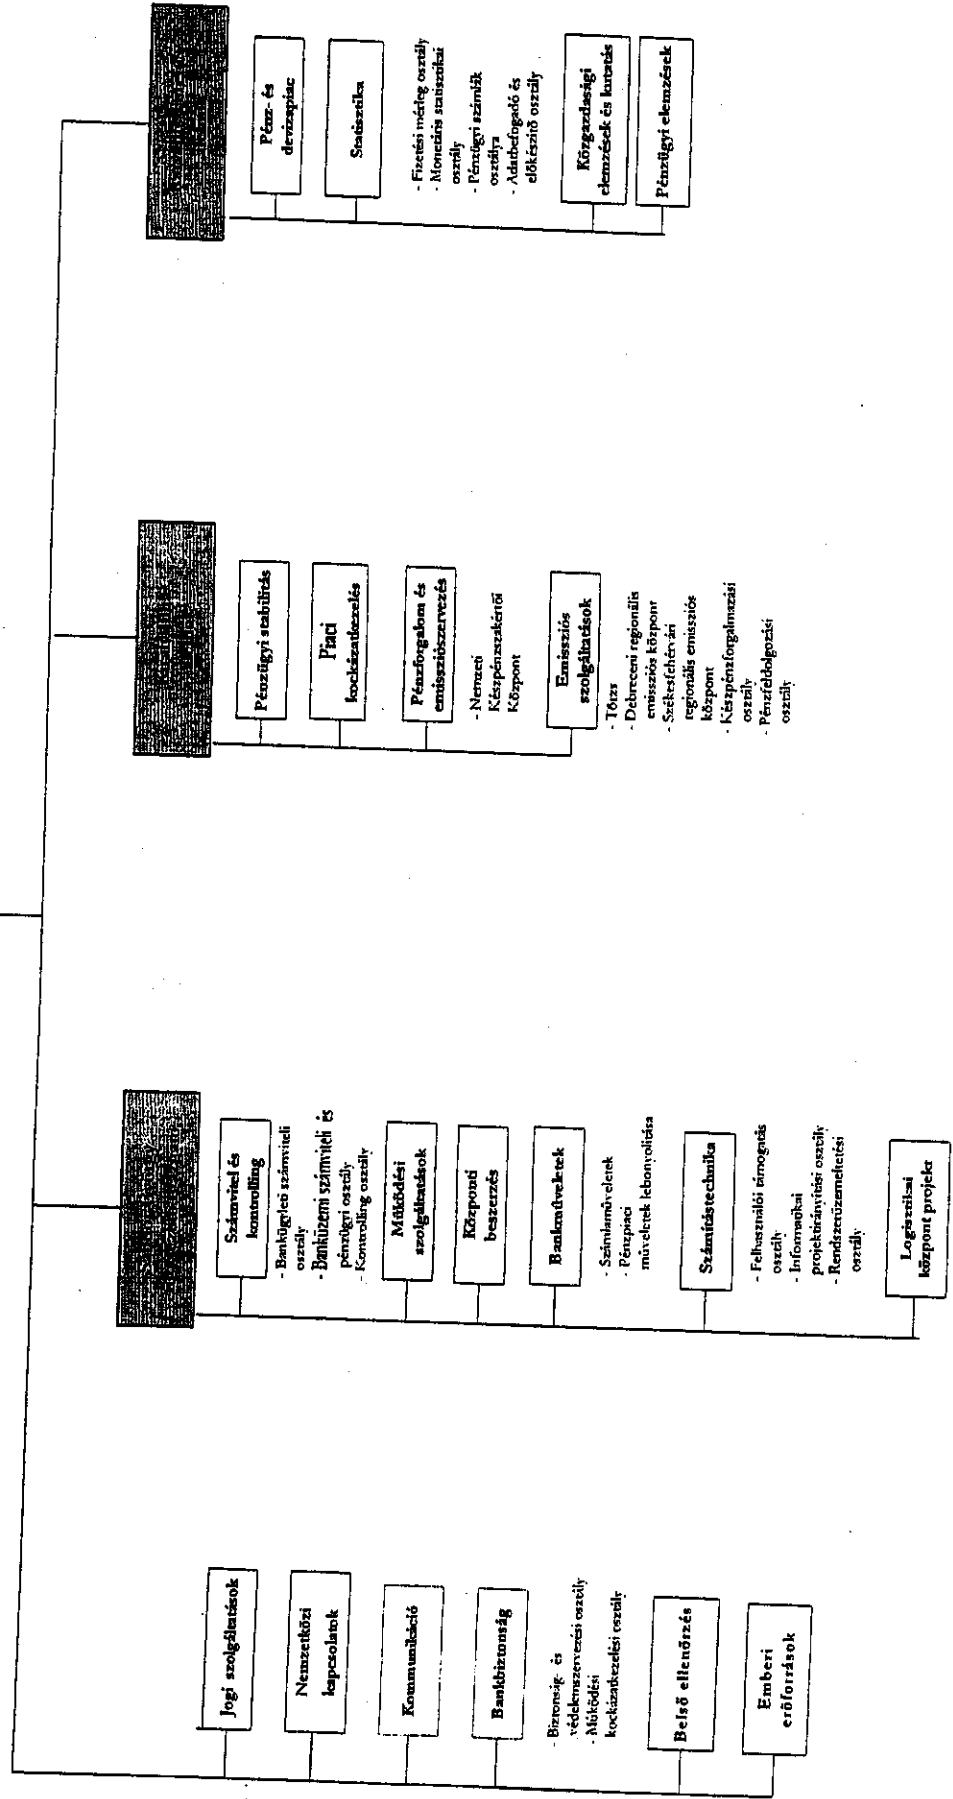 Jogi szolgáltatások
Nemzetközi
kapcsolatok
Kommunikáció
Bankbiztonság
- Biztonság- és
védelemszervezési osztály
- Működési
kockázatkezelési osztály
Belső ellenőrzés
Emberi
erőforrások
Számvitel és
kontrolling
- Bankügyleti számviteli
osztály
- Banküzemi számviteli és
pénzügyi osztály
- Kontrolling osztály
Működési
szolgáltatások
Központi
beszerzés
Bankműveletek
- Számlaműveletek
- Pénzpiaci
műveletek lebonyolítása
Számítástechnika
- Felhasználói támogatás
osztály
- Informatikai
projektirányítási osztály
- Rendszerüzemeltetési
osztály
Logisztikai
központ projekt
Pénzügyi stabilitás
Piaci
kockázatkezelés
Pénzforgalom és
emissziószervezés
- Nemzeti
Készpénzszakértői
Központ
Emissziós
szolgáltatások
- Törzs
- Debreceni regionális
emissziós központ
- Székesfehérvári
regionális emissziós
központ
- Készpénzforgalmazási
osztály
- Pénzfeldolgozási
osztály
Pénz- és
devizapiac
Statisztika
- Fizetési mérleg osztály
- Monetáris statisztikai
osztály
- Pénzügyi számlák
osztálya
- Adatbefogadó és
előkészítő osztály
Közgazdasági
elemzések és kutatás
Pénzügyi elemzések